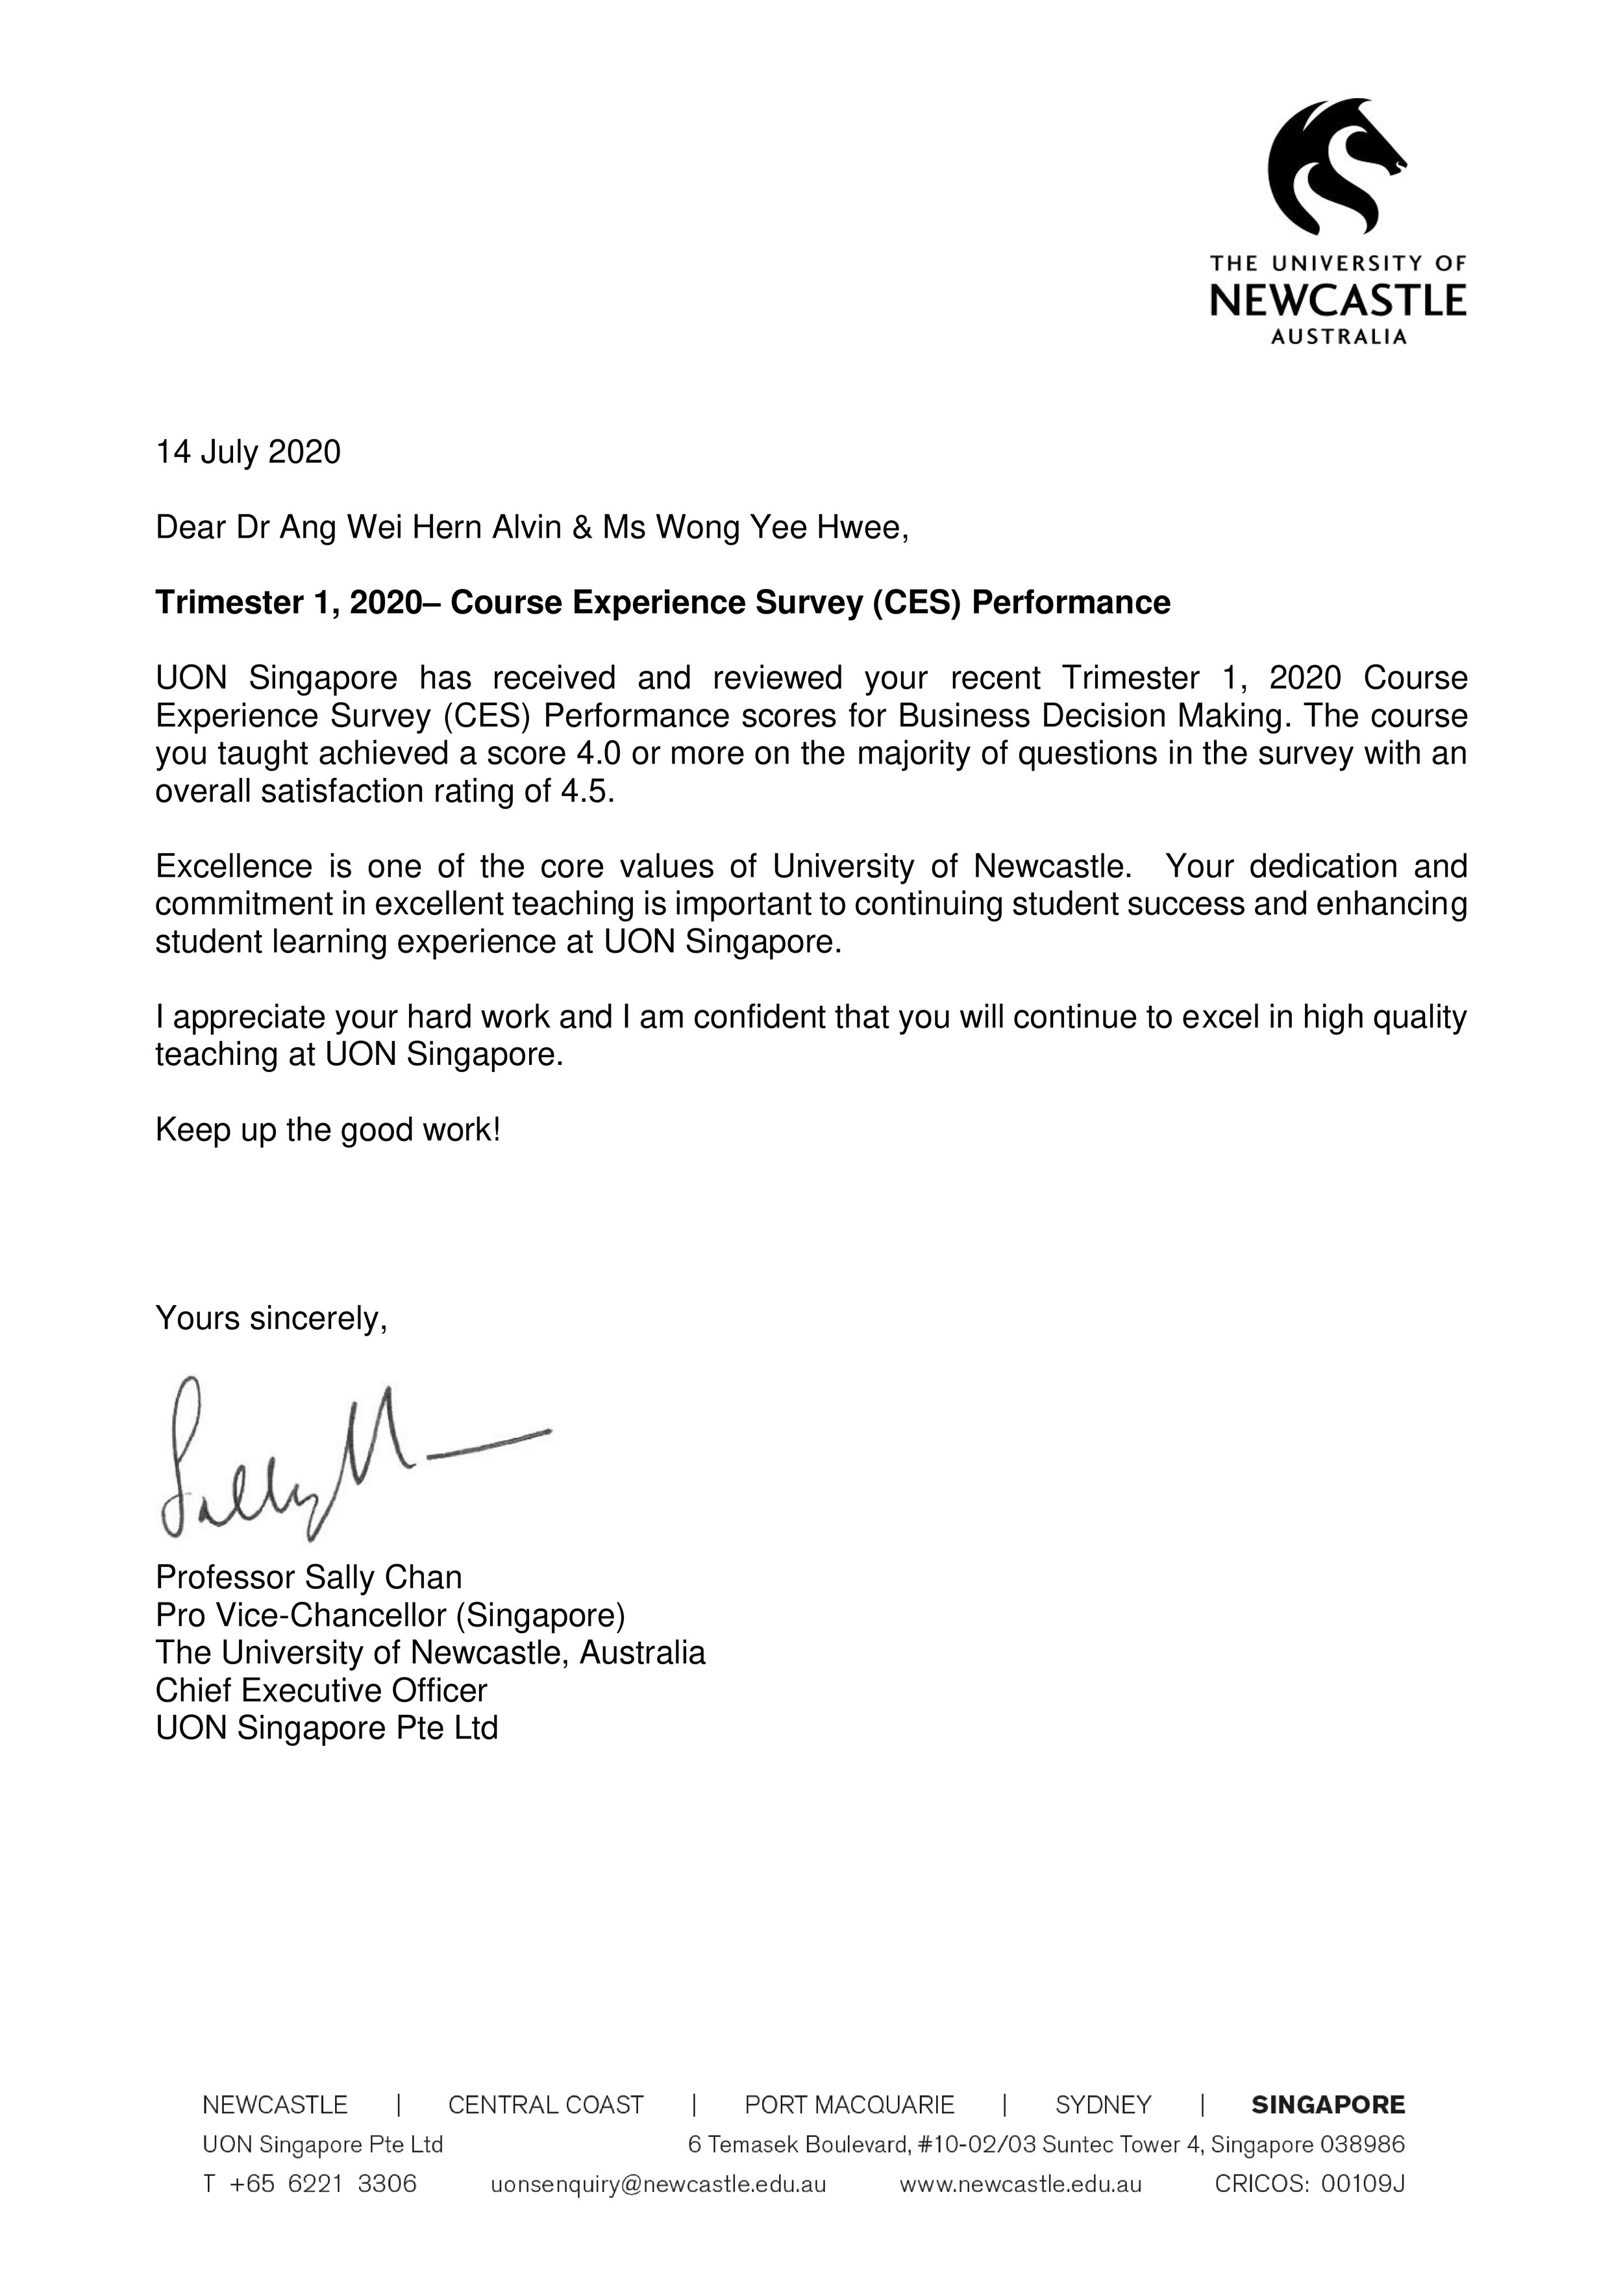 THE UNIVERSITY OF
NEWCASTLE
AUSTRALIA
14 July 2020
Dear Dr Ang Wei Hern Alvin & Ms Wong Yee Hwee,
Trimester 1, 2020– Course Experience Survey (CES) Performance
UON Singapore has received and reviewed your recent Trimester 1, 2020 Course
Experience Survey (CES) Performance scores for Business Decision Making. The course
you taught achieved a score 4.0 or more on the majority of questions in the survey with an
overall satisfaction rating of 4.5.
Excellence is one of the core values of University of Newcastle.  Your dedication and
commitment in excellent teaching is important to continuing student success and enhancing
student learning experience at UON Singapore.
I appreciate your hard work and I am confident that you will continue to excel in high quality
teaching at UON Singapore.
Keep up the good work!
Yours sincerely,
Sally
Professor Sally Chan
Pro Vice-Chancellor (Singapore)
The University of Newcastle, Australia
Chief Executive Officer
UON Singapore Pte Ltd
NEWCASTLE | CENTRAL COAST | PORT MACQUARIE | SYDNEY | SINGAPORE
UON Singapore Pte Ltd 6 Temasek Boulevard, #10-02/03 Suntec Tower 4, Singapore 038986
T +65 6221 3306 uonsenquiry@newcastle.edu.au www.newcastle.edu.au CRICOS: 00109J